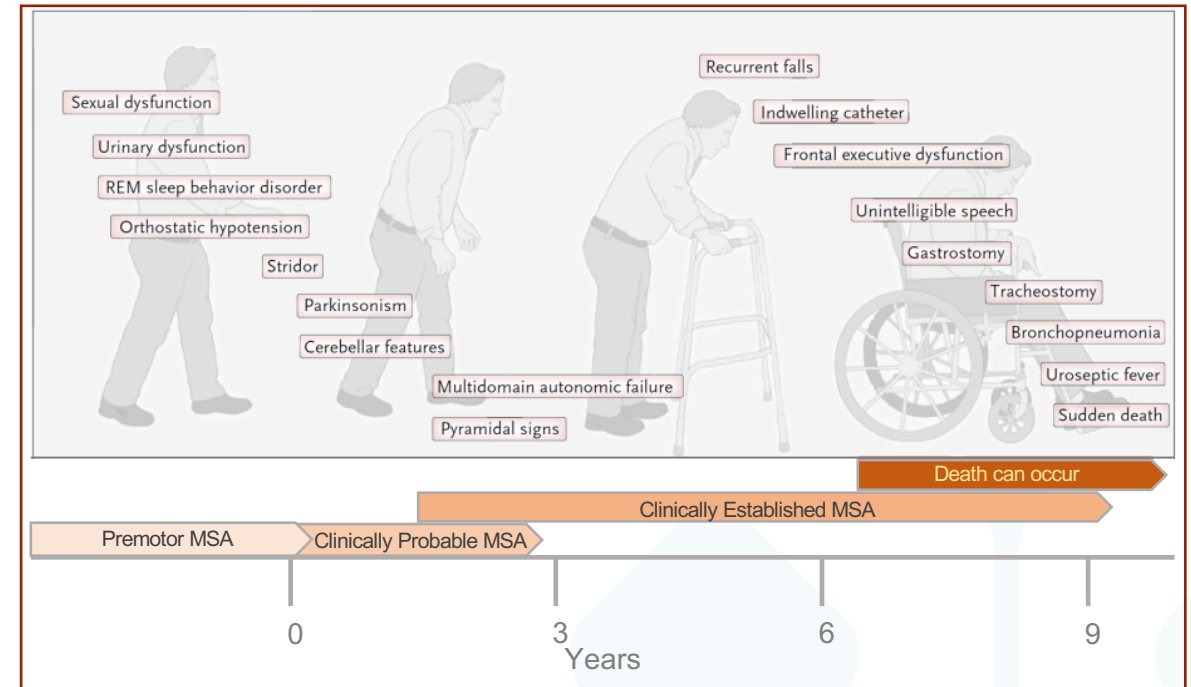 Sexual dysfunction
Urinary dysfunction
REM sleep behavior disorder
Orthostatic hypotension
Stridor
Parkinsonism
Cerebellar features
Multidomain autonomic failure
Pyramidal signs
Recurrent falls
Indwelling catheter
Frontal executive dysfunction
Unintelligible speech
Gastrostomy
Tracheostomy
Bronchopneumonia
Uroseptic fever
Sudden death
Death can occur
Clinically Established MSA
Premotor MSA
Clinically Probable MSA
0
3
6
9
Years